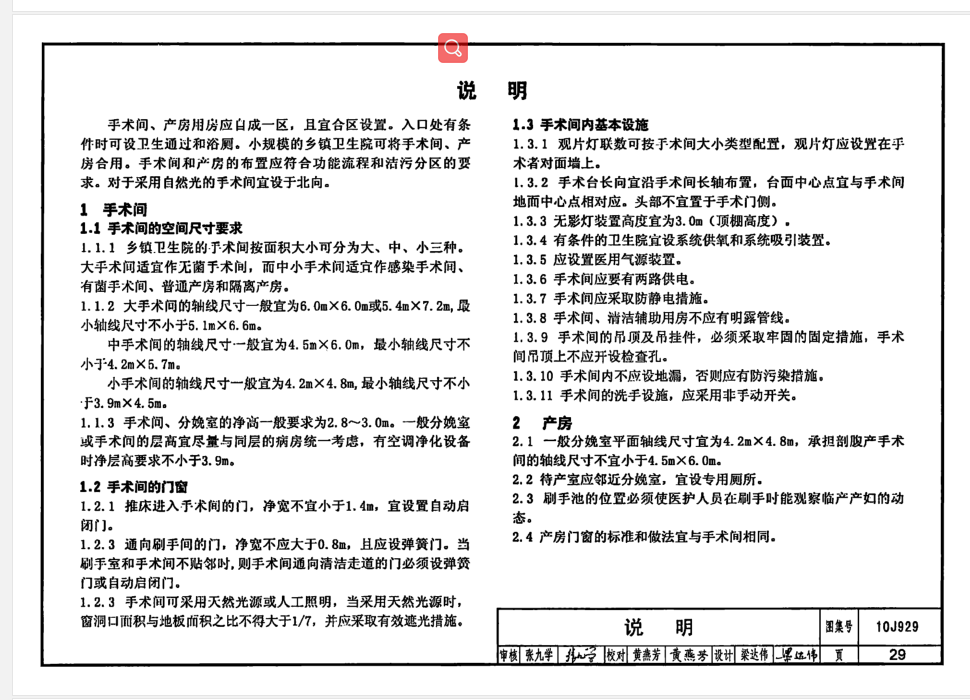 说 明
手术间、产房用房应自成一区，且宜合区设置。入口处有条
件时可设卫生通过和浴厕。小规模的乡镇卫生院可将手术间、产
房合用。手术间和产房的布置应符合功能流程和洁污分区的要
求。对于采用自然光的手术间宜设于北向。
1 手术间
1.1 手术间的空间尺寸要求
1.1.1 乡镇卫生院的手术间按面积大小可分为大、中、小三种。
大手术间适宜作无菌手术间，而中小手术间适宜作感染手术间、
有菌手术间、普通产房和隔离产房。
1.1.2 大手术间的轴线尺寸一般宜为6.0m×6.0m或5.4m×7.2m,最
小轴线尺寸不小于5.1m×6.6m。
中手术间的轴线尺寸一般宜为4.5m×6.0m，最小轴线尺寸不
小于4.2m×5.7m。
小手术间的轴线尺寸一般宜为4.2m×4.8m,最小轴线尺寸不小
于3.9m×4.5m。
1.1.3 手术间、分娩室的净高一般要求为2.8～3.0m。一般分娩室
或手术间的层高宜尽量与同层的病房统一考虑，有空调净化设备
时净层高要求不小于3.9m。
1.2 手术间的门窗
1.2.1 推床进入手术间的门，净宽不宜小于1.4m，宜设置自动启
闭门。
1.2.3 通向刷手间的门，净宽不应大于0.8m，且应设弹簧门。当
刷手室和手术间不贴邻时,则手术间通向清洁走道的门必须设弹簧
门或自动启闭门。
1.2.3 手术间可采用天然光源或人工照明，当采用天然光源时，
窗洞口面积与地板面积之比不得大于1/7，并应采取有效遮光措施。
1.3 手术间内基本设施
1.3.1 观片灯联数可按手术间大小类型配置，观片灯应设置在手
术者对面墙上。
1.3.2 手术台长向宜沿手术间长轴布置，台面中心点宜与手术间
地面中心点相对应。头部不宜置于手术门侧。
1.3.3 无影灯装置高度宜为3.0m（顶棚高度）。
1.3.4 有条件的卫生院宜设系统供氧和系统吸引装置。
1.3.5 应设置医用气源装置。
1.3.6 手术间应要有两路供电。
1.3.7 手术间应采取防静电措施。
1.3.8 手术间、清洁辅助用房不应有明露管线。
1.3.9 手术间的吊顶及吊挂件，必须采取牢固的固定措施，手术
间吊顶上不应开设检查孔。
1.3.10 手术间内不应设地漏，否则应有防污染措施。
1.3.11 手术间的洗手设施，应采用非手动开关。
2 产房
2.1 一般分娩室平面轴线尺寸宜为4.2m×4.8m，承担剖腹产手术
间的轴线尺寸不宜小于4.5m×6.0m。
2.2 待产室应邻近分娩室，宜设专用厕所。
2.3 刷手池的位置必须使医护人员在刷手时能观察临产产妇的动
态。
2.4 产房门窗的标准和做法宜与手术间相同。
说 明 图集号 10J929
审核 张九学 校对 黄燕芳 黄燕芳 设计 梁达伟 梁达伟 页 29